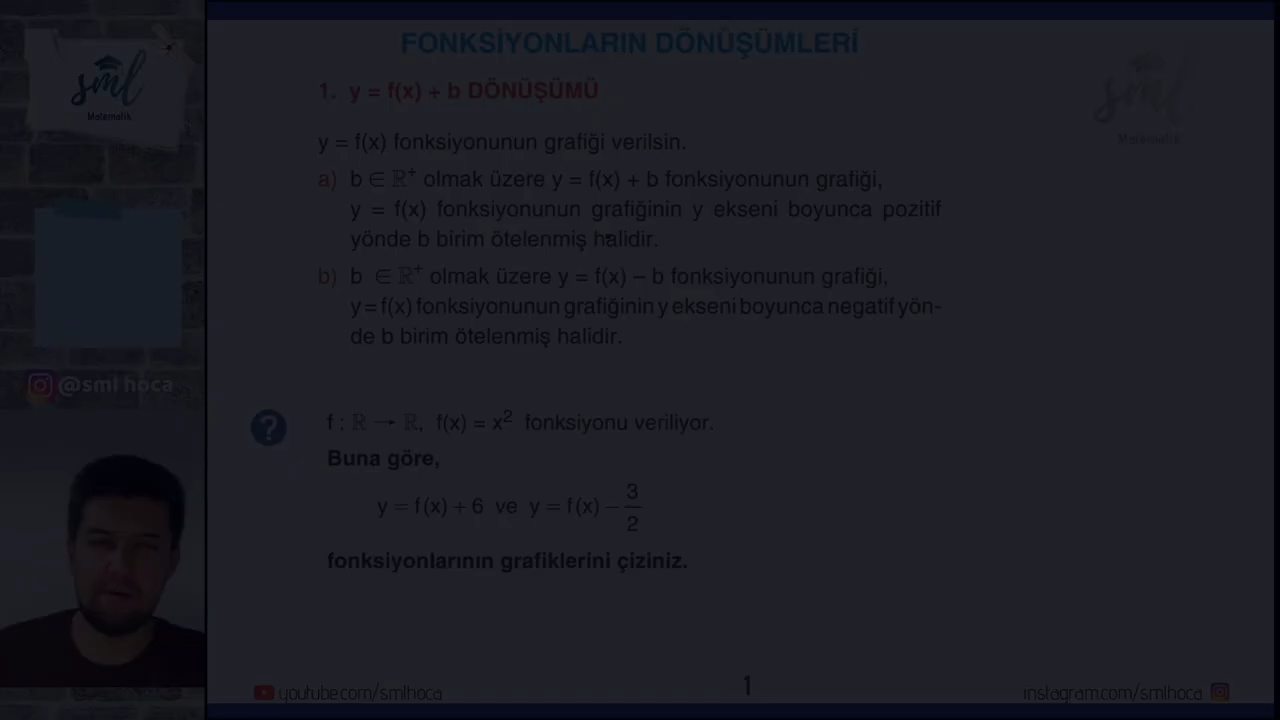 sml
Matematik
@sml hoca
FONKSİYONLARIN DÖNÜŞÜMLERİ
1. y = f(x) + b DÖNÜŞÜMÜ
y = f(x) fonksiyonunun grafiği verilsin.
a) b ∈ ℝ⁺ olmak üzere y = f(x) + b fonksiyonunun grafiği,
y = f(x) fonksiyonunun grafiğinin y ekseni boyunca pozitif
yönde b birim ötelenmiş halidir.
b) b ∈ ℝ⁺ olmak üzere y = f(x) – b fonksiyonunun grafiği,
y = f(x) fonksiyonunun grafiğinin y ekseni boyunca negatif yön-
de b birim ötelenmiş halidir.
sml
Matematik
?
f : ℝ → ℝ, f(x) = x² fonksiyonu veriliyor.
Buna göre,
y = f(x) + 6 ve y = f(x) – 3/2
fonksiyonlarının grafiklerini çiziniz.
youtube.com/smlhoca
1
instagram.com/smlhoca